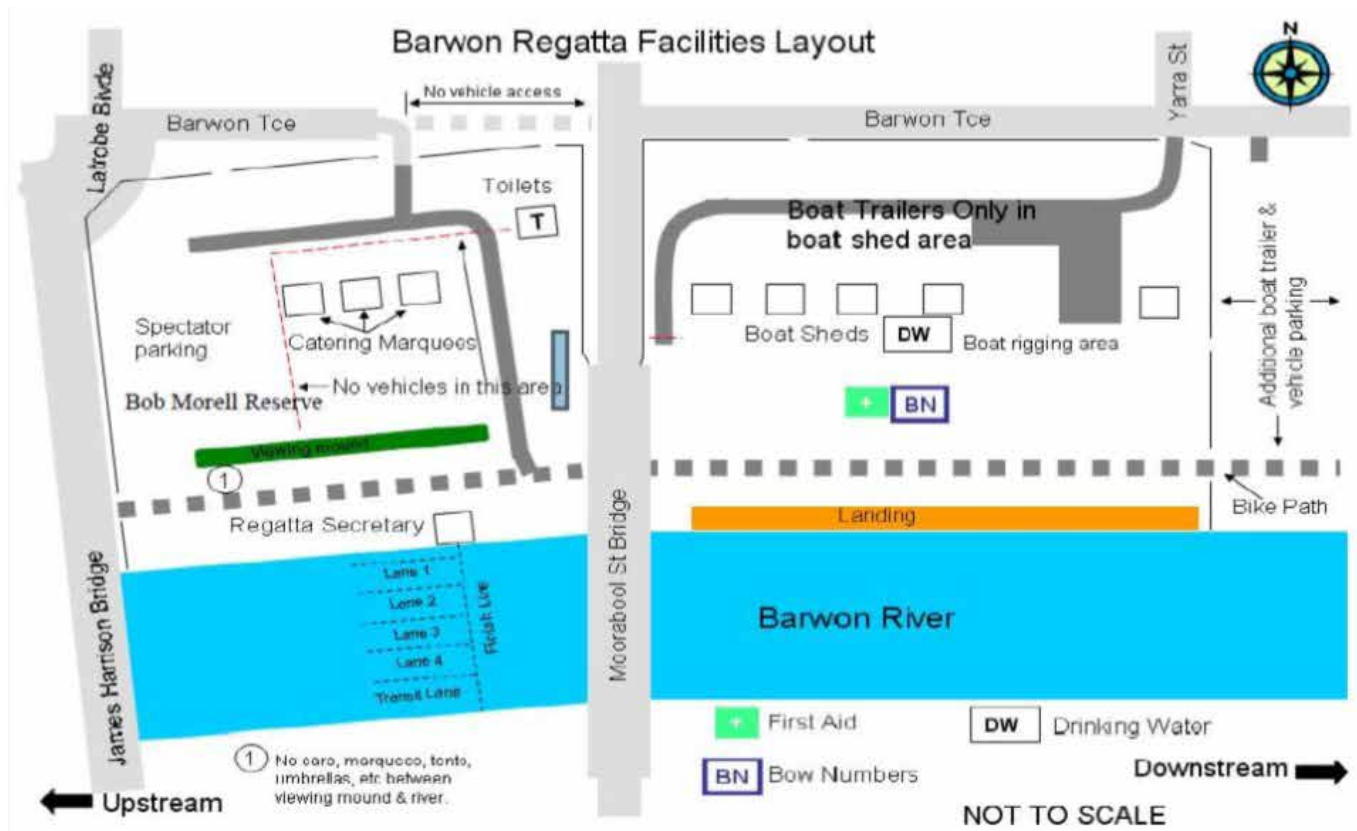 Barwon Regatta Facilities Layout
N
Latrobe Blvde
No vehicle access
Yarra St
Barwon Tce
Barwon Tce
Toilets
T
Boat Trailers Only in
boat shed area
Additional boat trailer &
vehicle parking
Spectator
parking
Catering Marquees
Boat Sheds
DW
Boat rigging area
No vehicles in this area
Bob Morell Reserve
+
BN
Viewing mound
1
Regatta Secretary
Landing
Bike Path
James Harrison Bridge
Lane 1
Lane 2
Lane 3
Lane 4
Transit Lane
Finish Line
Moorabool St Bridge
Barwon River
+
First Aid
DW
Drinking Water
BN
Bow Numbers
1
No cars, marquees, tents,
umbrellas, etc between
viewing mound & river.
Upstream
Downstream
NOT TO SCALE